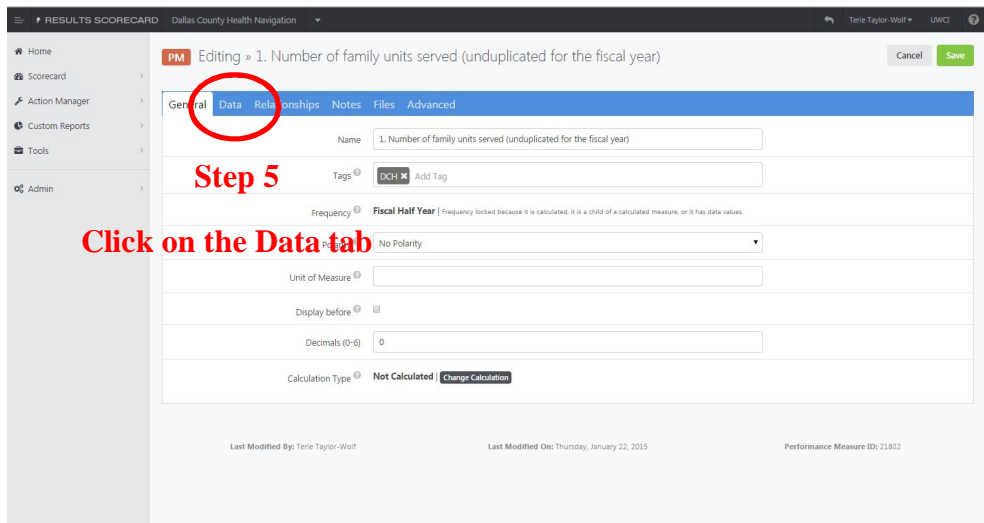 RESULTS SCORECARD Dallas County Health Navigation Terie Taylor-Wolf UWCI
Home
Scorecard
Action Manager
Custom Reports
Tools
Admin
PM Editing » 1. Number of family units served (unduplicated for the fiscal year) Cancel Save
General Data Relationships Notes Files Advanced
Name 1. Number of family units served (unduplicated for the fiscal year)
Step 5
Tags DCH Add Tag
Frequency Fiscal Half Year | Frequency locked because it is calculated, it is a child of a calculated measure, or it has data values.
Click on the Data tab
Polarity No Polarity
Unit of Measure
Display before
Decimals (0-6) 0
Calculation Type Not Calculated | Change Calculation
Last Modified By: Terie Taylor-Wolf Last Modified On: Thursday, January 22, 2015 Performance Measure ID: 21802